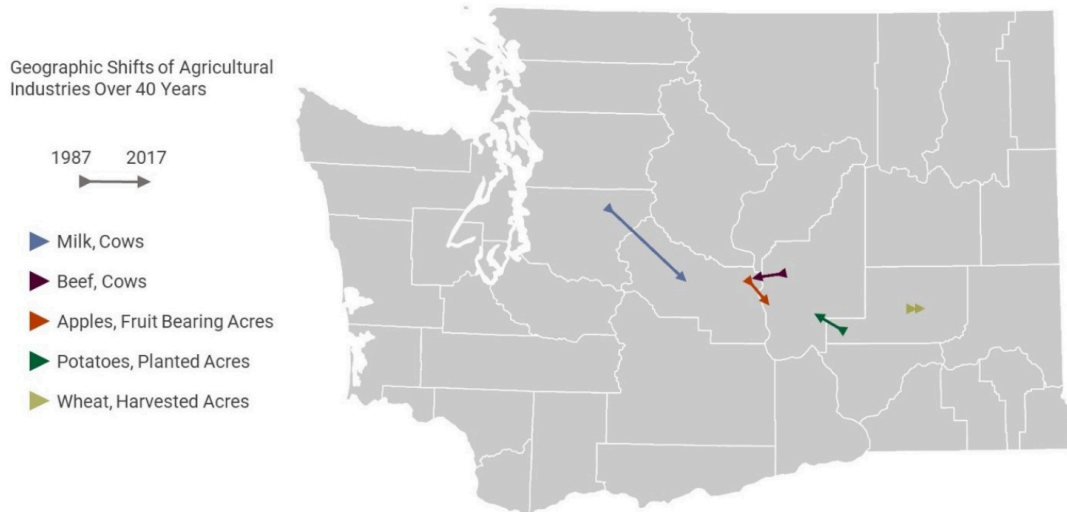 Geographic Shifts of Agricultural
Industries Over 40 Years
1987 2017
Milk, Cows
Beef, Cows
Apples, Fruit Bearing Acres
Potatoes, Planted Acres
Wheat, Harvested Acres